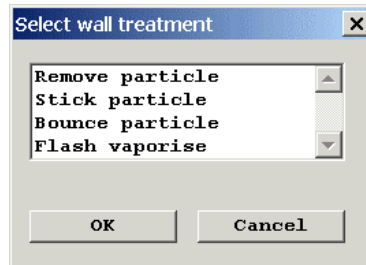 Select wall treatment
Remove particle
Stick particle
Bounce particle
Flash vaporise
OK
Cancel